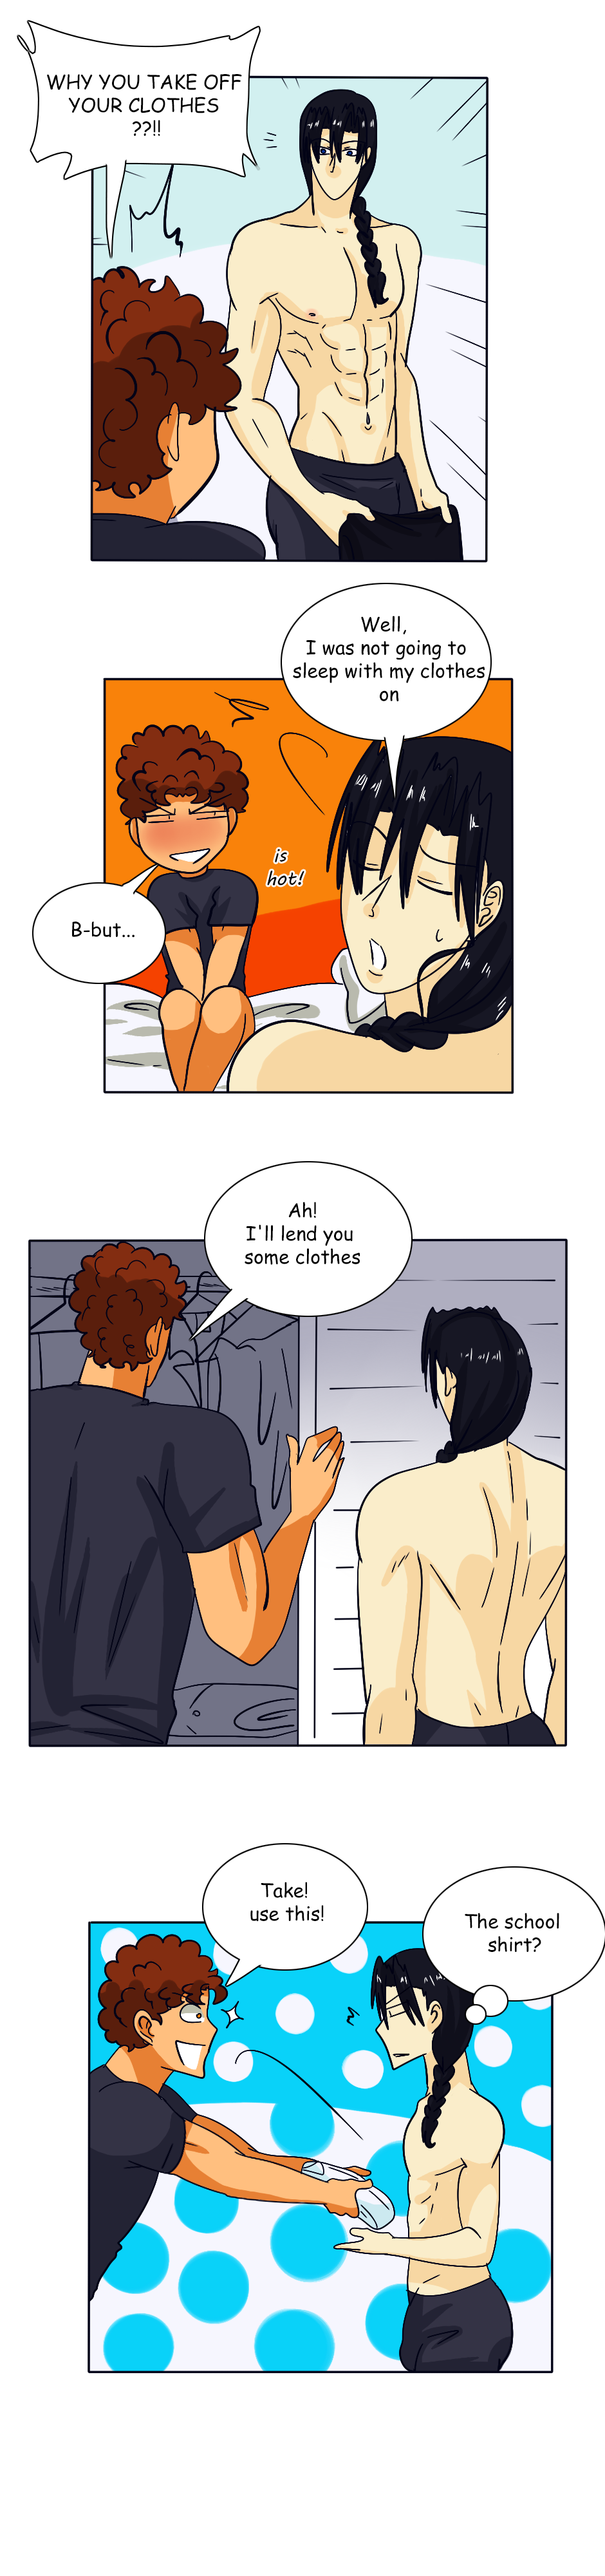 WHY YOU TAKE OFF
YOUR CLOTHES
??!!
Well,
I was not going to
sleep with my clothes
on
is
hot!
B-but...
Ah!
I'll lend you
some clothes
Take!
use this!
The school
shirt?